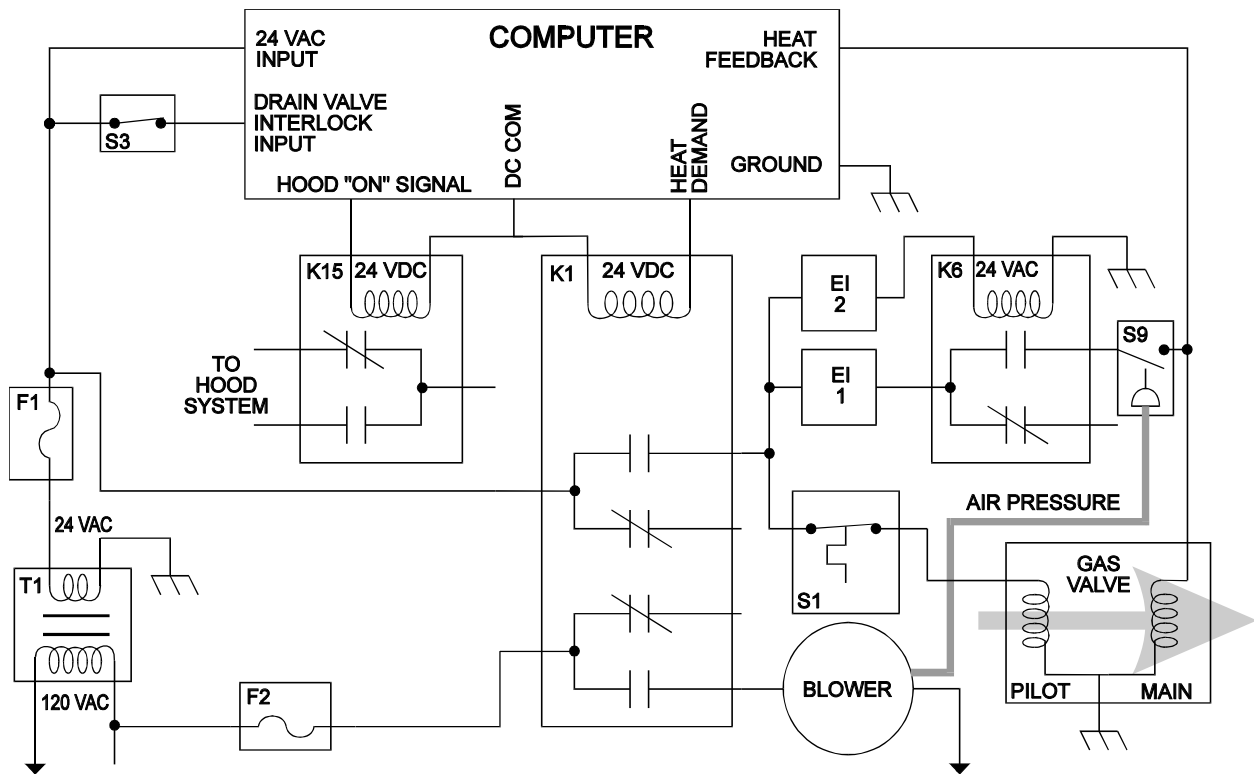 COMPUTER
24 VAC
INPUT
HEAT
FEEDBACK
DRAIN VALVE
INTERLOCK
INPUT
S3
DC COM
HEAT
DEMAND
GROUND
HOOD "ON" SIGNAL
K15 24 VDC
K1 24 VDC
EI
2
K6 24 VAC
S9
TO
HOOD
SYSTEM
EI
1
F1
AIR PRESSURE
24 VAC
T1
GAS
VALVE
S1
120 VAC
F2
BLOWER
PILOT
MAIN